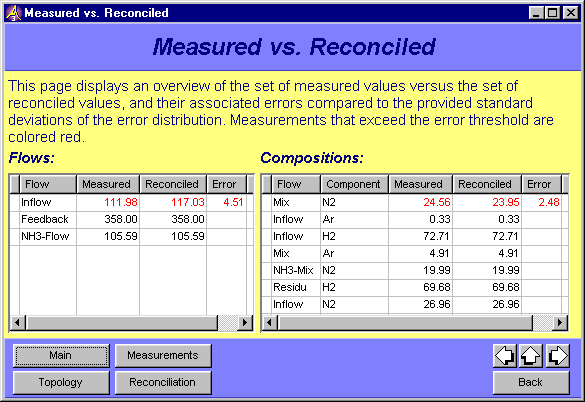 Measured vs. Reconciled
Measured vs. Reconciled
This page displays an overview of the set of measured values versus the set of
reconciled values, and their associated errors compared to the provided standard
deviations of the error distribution. Measurements that exceed the error threshold are
colored red.
Flows: Compositions:
Flow Measured Reconciled Error Flow Component Measured Reconciled Error
Inflow 111.98 117.03 4.51 Mix N2 24.56 23.95 2.48
Feedback 358.00 358.00 Inflow Ar 0.33 0.33
NH3-Flow 105.59 105.59 Inflow H2 72.71 72.71
Mix Ar 4.91 4.91
NH3-Mix N2 19.99 19.99
Residu H2 69.68 69.68
Inflow N2 26.96 26.96
Main Measurements
Topology Reconciliation Back